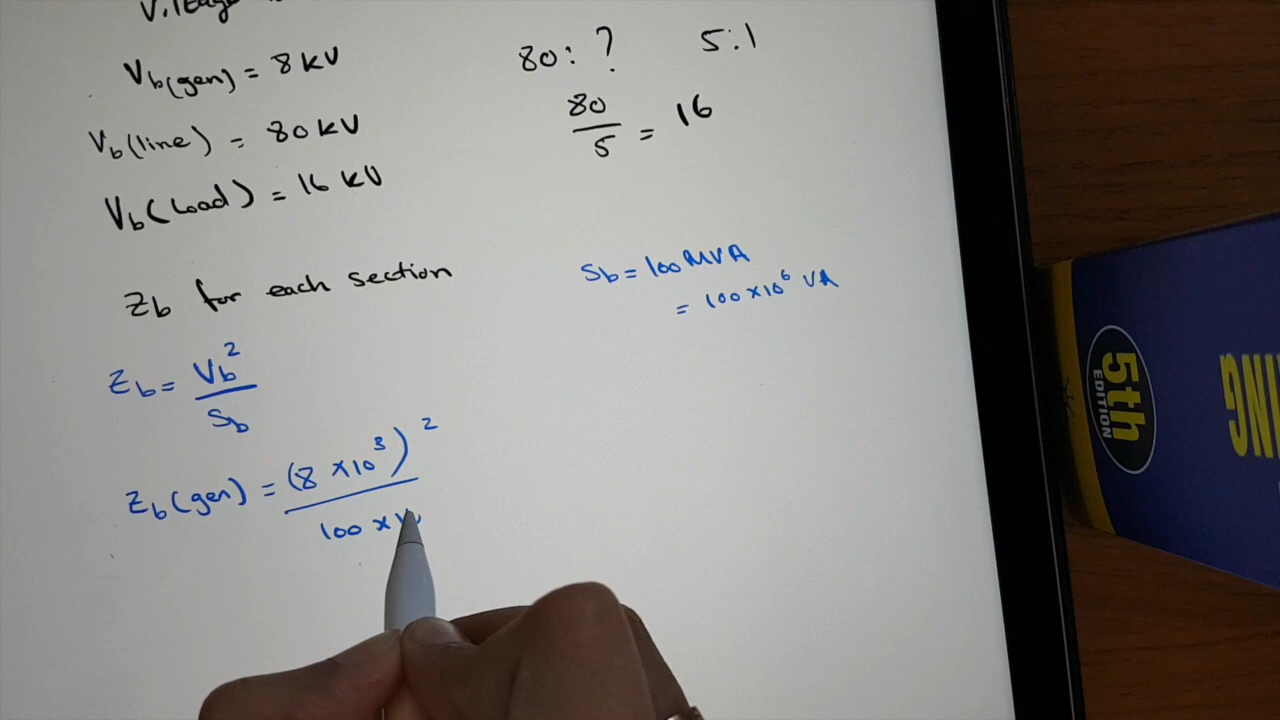 Vb(gen) = 8 kV
80 : ?
5:1
Vb(line) = 80 kV
80
5
= 16
Vb(Load) = 16 kV
Zb for each section
Sb = 100 MVA
= 100 x 10^6 VA
Zb = Vb^2
Sb
Zb(gen) = (8 x 10^3)^2
100 x
5th
EDITION